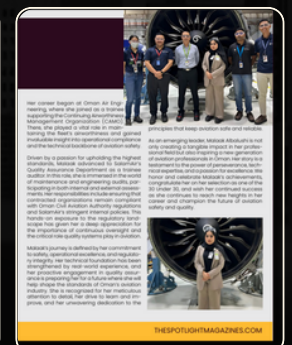 Her career began at Oman Air Engi-
neering, where she joined as a trainee
supporting the Continuing Airworthiness
Management Organization (CAMO).
There, she played a vital role in main-
taining the fleet's airworthiness and gained
invaluable insight into operational compliance
and the technical backbone of aviation safety.
Driven by a passion for upholding the highest
standards, Malaak advanced to SalamAir's
Quality Assurance Department as a trainee
auditor. In this role, she is immersed in the world
of maintenance and engineering audits, par-
ticipating in both internal and external assess-
ments. Her responsibilities include ensuring that
contracted organisations remain compliant
with Oman Civil Aviation Authority regulations
and SalamAir's stringent internal policies. This
hands-on exposure to the regulatory land-
scape has given her a deep appreciation for
the importance of continuous oversight and
the critical role quality systems play in aviation.
Malaak's journey is defined by her commitment
to safety, operational excellence, and regulato-
ry integrity. Her technical foundation has been
strengthened by real-world experience, and
her proactive engagement in quality assur-
ance is preparing her for a future where she will
help shape the standards of Oman's aviation
industry. She is recognized for her meticulous
attention to detail, her drive to learn and im-
prove, and her unwavering dedication to the
principles that keep aviation safe and reliable.
As an emerging leader, Malaak Albalushi is not
only creating a tangible impact in her profes-
sional field but also inspiring a new generation
of aviation professionals in Oman. Her story is a
testament to the power of perseverance, tech-
nical expertise, and a passion for excellence. We
honor and celebrate Malaak's achievements,
congratulate her on her selection as one of the
30 Under 30, and wish her continued success
as she continues to reach new heights in her
career and champion the future of aviation
safety and quality.
THESPOTLIGHTMAGAZINES.COM